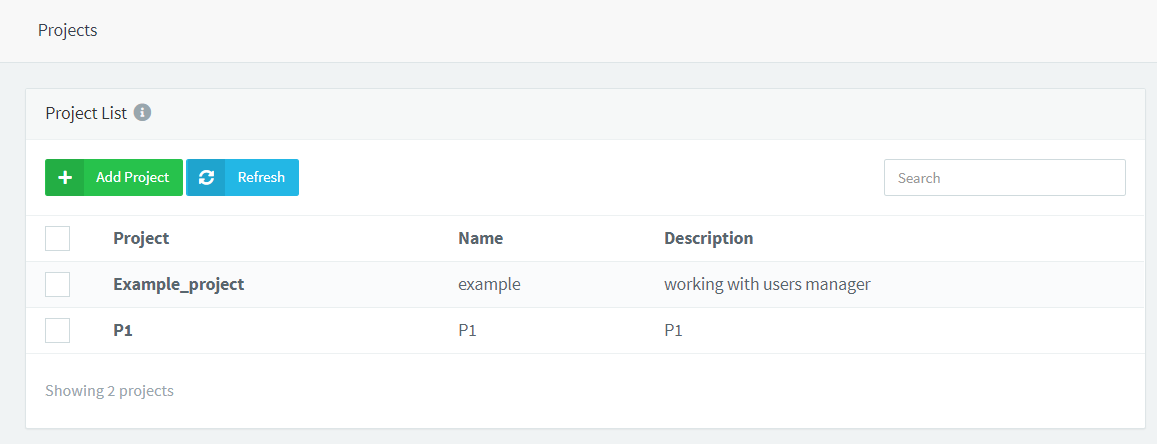 Projects
Project List
Add Project Refresh Search
Project Name Description
Example_project example working with users manager
P1 P1 P1
Showing 2 projects